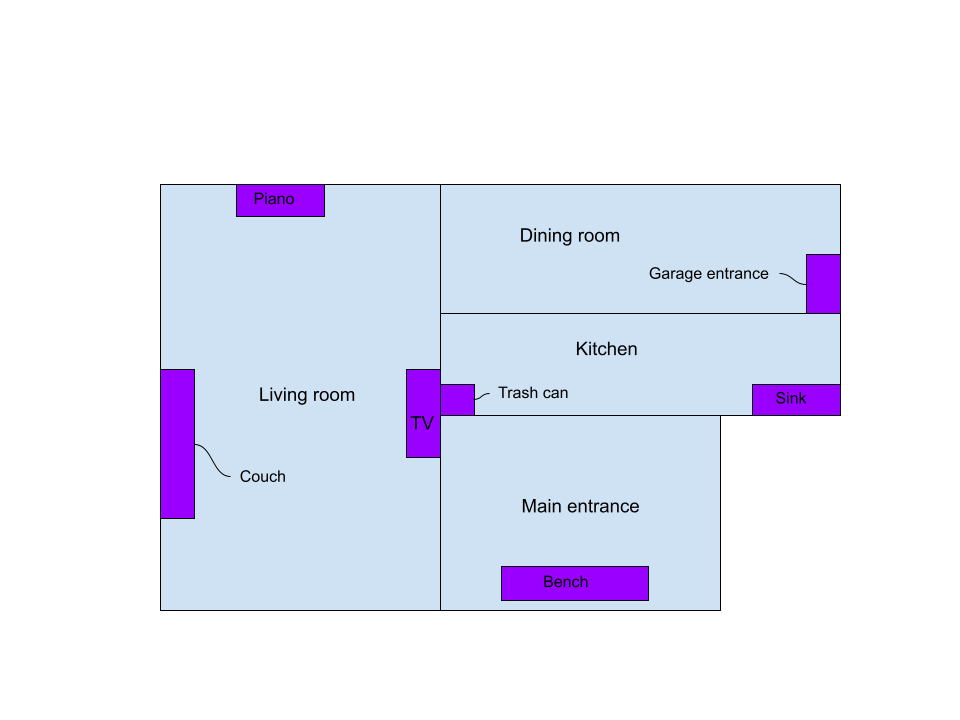 Piano
Dining room
Garage entrance
Kitchen
Living room
Trash can
Sink
TV
Couch
Main entrance
Bench